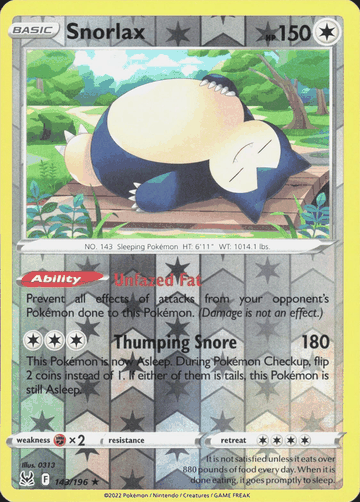 BASIC
Snorlax
HP 150
NO. 143 Sleeping Pokémon HT: 6'11" WT: 1014.1 lbs.
Ability Unfazed Fat
Prevent all effects of attacks from your opponent's
Pokémon done to this Pokémon. (Damage is not an effect.)
Thumping Snore 180
This Pokémon is now Asleep. During Pokémon Checkup, flip
2 coins instead of 1. If either of them is tails, this Pokémon
is still Asleep.
weakness ×2 resistance retreat
Illus. 0313
F 143/196 ★
It is not satisfied unless it eats over
880 pounds of food every day. When it is
done eating, it goes promptly to sleep.
©2022 Pokémon / Nintendo / Creatures / GAME FREAK